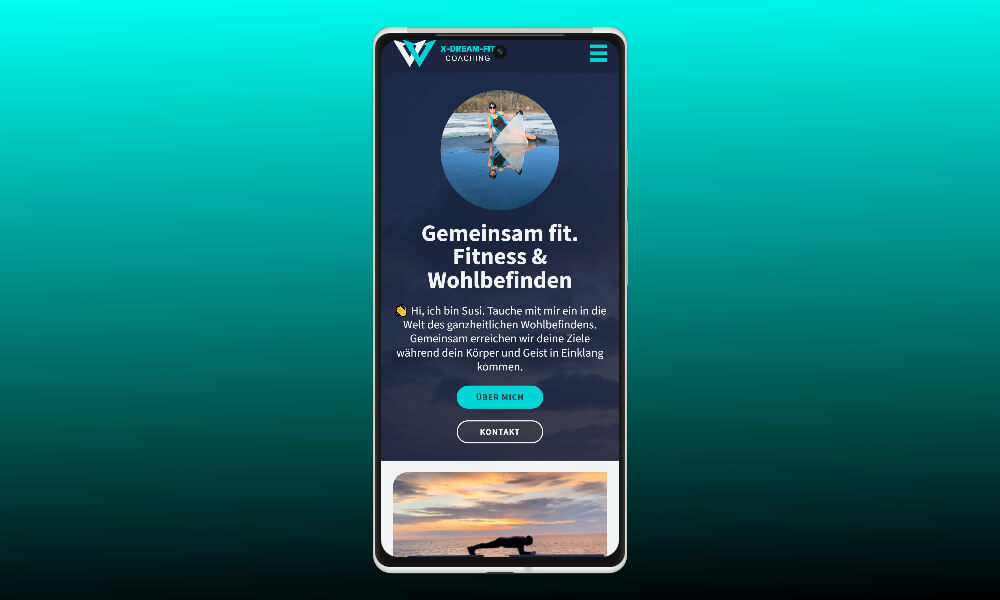 X-DREAM-FIT
COACHING
Gemeinsam fit.
Fitness &
Wohlbefinden
👋 Hi, ich bin Susi. Tauche mit mir ein in die
Welt des ganzheitlichen Wohlbefindens.
Gemeinsam erreichen wir deine Ziele
während dein Körper und Geist in Einklang
kommen.
ÜBER MICH
KONTAKT